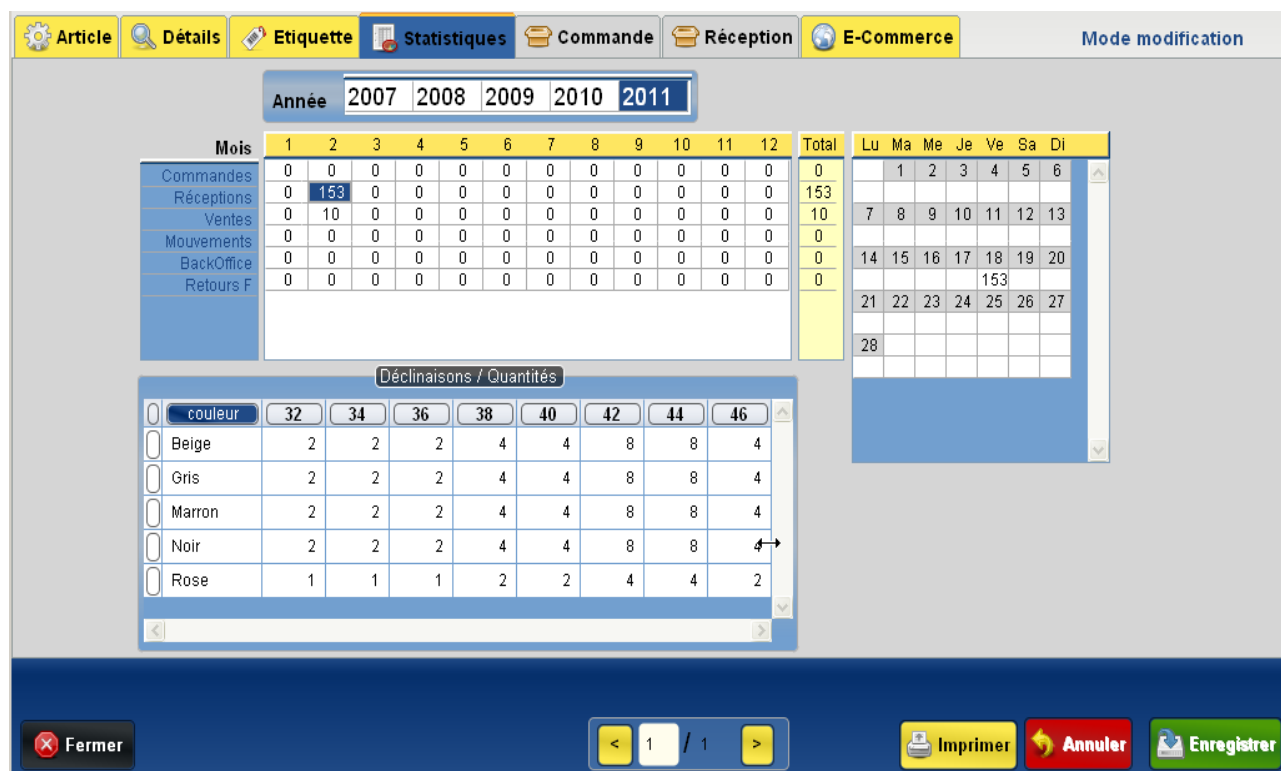 Article Détails Etiquette Statistiques Commande Réception E-Commerce Mode modification
Année 2007 2008 2009 2010 2011
Mois 1 2 3 4 5 6 7 8 9 10 11 12 Total
Commandes 0 0 0 0 0 0 0 0 0 0 0 0 0
Réceptions 0 153 0 0 0 0 0 0 0 0 0 0 153
Ventes 0 10 0 0 0 0 0 0 0 0 0 0 10
Mouvements 0 0 0 0 0 0 0 0 0 0 0 0 0
BackOffice 0 0 0 0 0 0 0 0 0 0 0 0 0
Retours F 0 0 0 0 0 0 0 0 0 0 0 0 0
Lu Ma Me Je Ve Sa Di
1 2 3 4 5 6
7 8 9 10 11 12 13
14 15 16 17 18 19 20
153
21 22 23 24 25 26 27
28
Déclinaisons / Quantités
couleur 32 34 36 38 40 42 44 46
Beige 2 2 2 4 4 8 8 4
Gris 2 2 2 4 4 8 8 4
Marron 2 2 2 4 4 8 8 4
Noir 2 2 2 4 4 8 8 4
Rose 1 1 1 2 2 4 4 2
Fermer < 1 / 1 > Imprimer Annuler Enregistrer